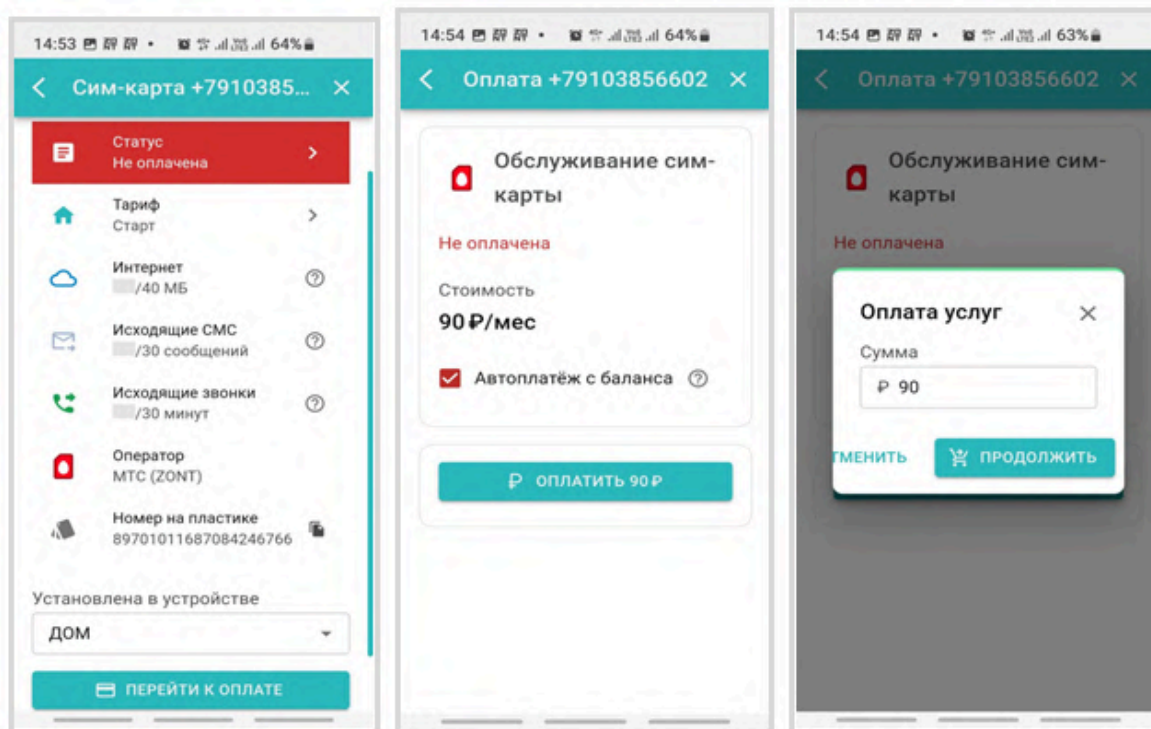 14:53
64%
Сим-карта +7910385...
Статус
Не оплачена
Тариф
Старт
Интернет
/40 МБ
Исходящие СМС
/30 сообщений
Исходящие звонки
/30 минут
Оператор
МТС (ZONT)
Номер на пластике
89701011687084246766
Установлена в устройстве
ДОМ
ПЕРЕЙТИ К ОПЛАТЕ
14:54
64%
Оплата +79103856602
Обслуживание сим-
карты
Не оплачена
Стоимость
90 ₽/мес
Автоплатёж с баланса
₽ ОПЛАТИТЬ 90 ₽
14:54
63%
Оплата +79103856602
Обслуживание сим-
карты
Не оплачена
Оплата услуг
Сумма
₽ 90
ТМЕНИТЬ
ПРОДОЛЖИТЬ